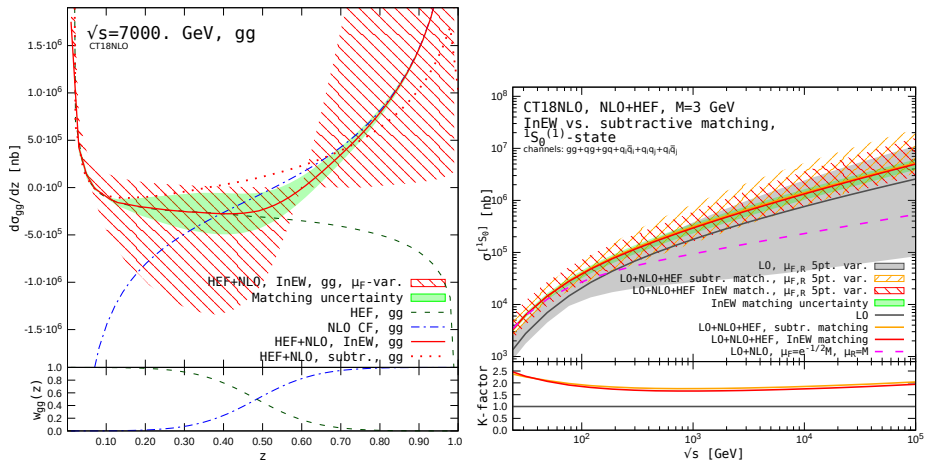 √s=7000. GeV, gg
CT18NLO
1.5·10⁶
1.0·10⁶
5.0·10⁵
0.0·10⁰
-5.0·10⁵
-1.0·10⁶
-1.5·10⁶
dσgg/dz [nb]
HEF+NLO, InEW, gg, μF-var.
Matching uncertainty
HEF, gg
NLO CF, gg
HEF+NLO, InEW, gg
HEF+NLO, subtr., gg
1.0
0.8
0.6
0.4
0.2
0.0
wgg(z)
0.10 0.20 0.30 0.40 0.50 0.60 0.70 0.80 0.90 1.0
z
10⁸
10⁷
10⁶
10⁵
10⁴
10³
σ[¹S₀] [nb]
CT18NLO, NLO+HEF, M=3 GeV
InEW vs. subtractive matching,
¹S₀⁽¹⁾-state
channels: gg+qg+gq+qᵢq̄ᵢ+qᵢqⱼ+qᵢq̄ⱼ
LO, μF,R 5pt. var.
LO+NLO+HEF subtr. match., μF,R 5pt. var.
LO+NLO+HEF InEW match., μF,R 5pt. var.
InEW matching uncertainty
LO
LO+NLO+HEF, subtr. matching
LO+NLO+HEF, InEW matching
LO+NLO, μF=e⁻¹ᐟ²M, μR=M
2.5
2.0
1.5
1.0
0.5
0.0
K-factor
10² 10³ 10⁴ 10⁵
√s [GeV]